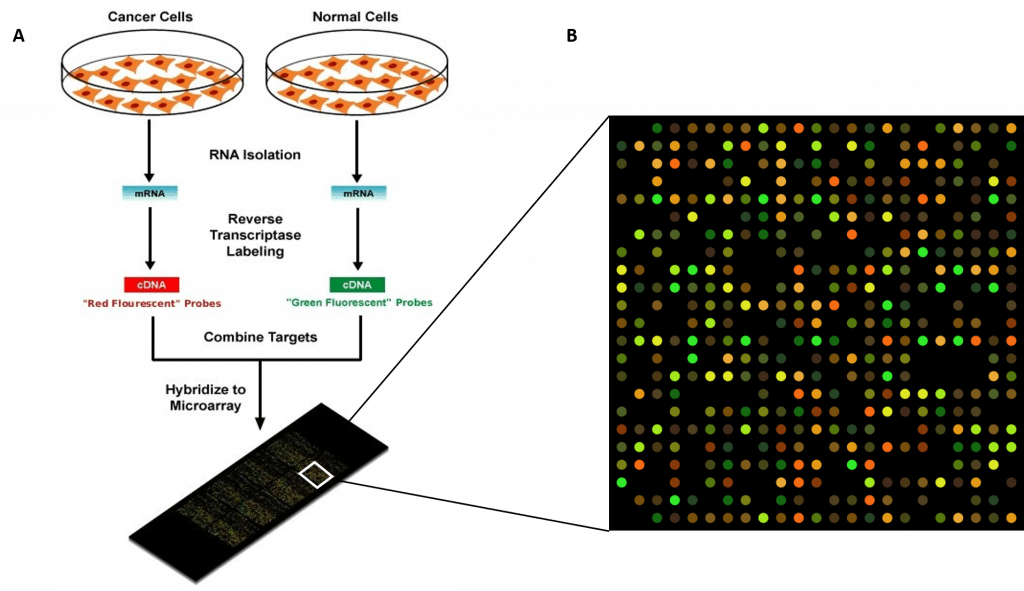 A
B
Cancer Cells
Normal Cells
RNA Isolation
mRNA
mRNA
Reverse
Transcriptase
Labeling
cDNA
cDNA
"Red Flourescent" Probes
"Green Fluorescent" Probes
Combine Targets
Hybridize to
Microarray